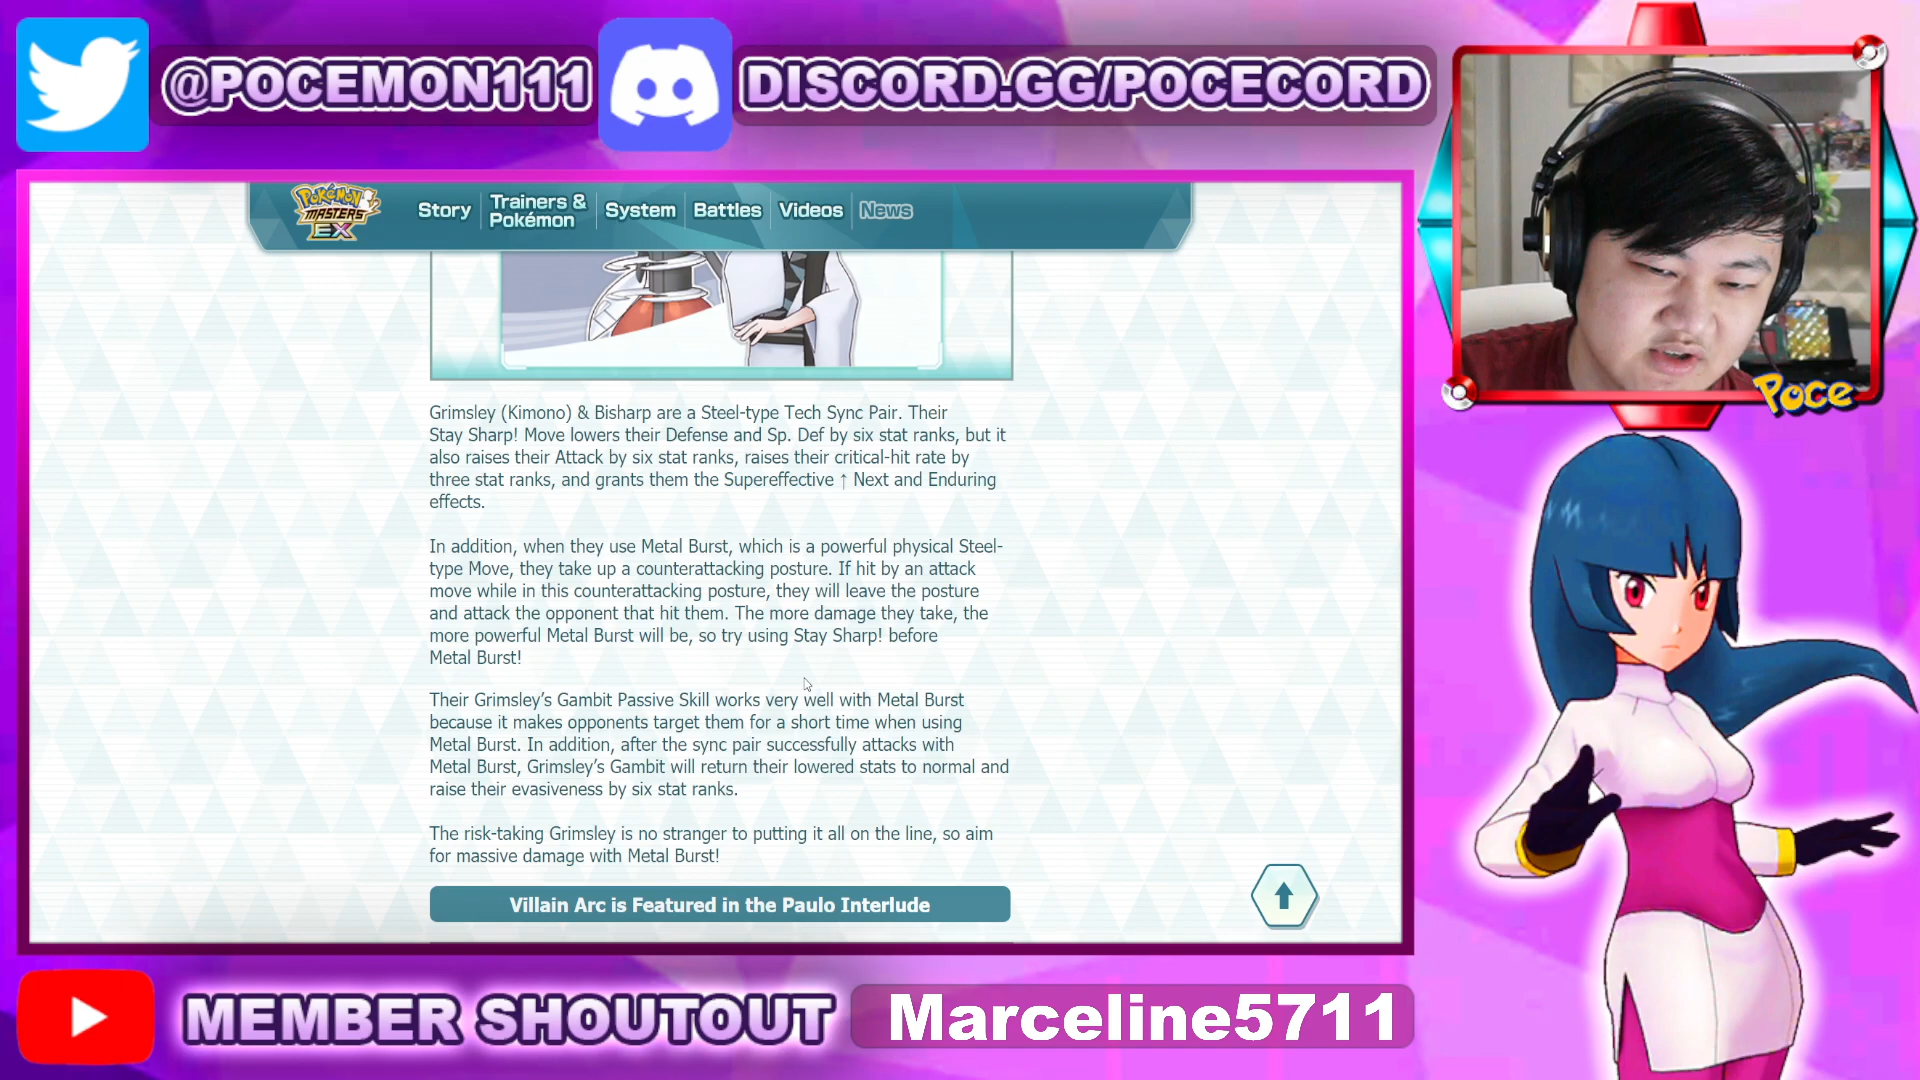 @POCEMON111
DISCORD.GG/POCECORD
POKéMON MASTERS EX
Story
Trainers & Pokémon
System
Battles
Videos
News
Poce
Grimsley (Kimono) & Bisharp are a Steel-type Tech Sync Pair. Their
Stay Sharp! Move lowers their Defense and Sp. Def by six stat ranks, but it
also raises their Attack by six stat ranks, raises their critical-hit rate by
three stat ranks, and grants them the Supereffective ↑ Next and Enduring
effects.
In addition, when they use Metal Burst, which is a powerful physical Steel-
type Move, they take up a counterattacking posture. If hit by an attack
move while in this counterattacking posture, they will leave the posture
and attack the opponent that hit them. The more damage they take, the
more powerful Metal Burst will be, so try using Stay Sharp! before
Metal Burst!
Their Grimsley’s Gambit Passive Skill works very well with Metal Burst
because it makes opponents target them for a short time when using
Metal Burst. In addition, after the sync pair successfully attacks with
Metal Burst, Grimsley’s Gambit will return their lowered stats to normal and
raise their evasiveness by six stat ranks.
The risk-taking Grimsley is no stranger to putting it all on the line, so aim
for massive damage with Metal Burst!
Villain Arc is Featured in the Paulo Interlude
MEMBER SHOUTOUT
Marceline5711